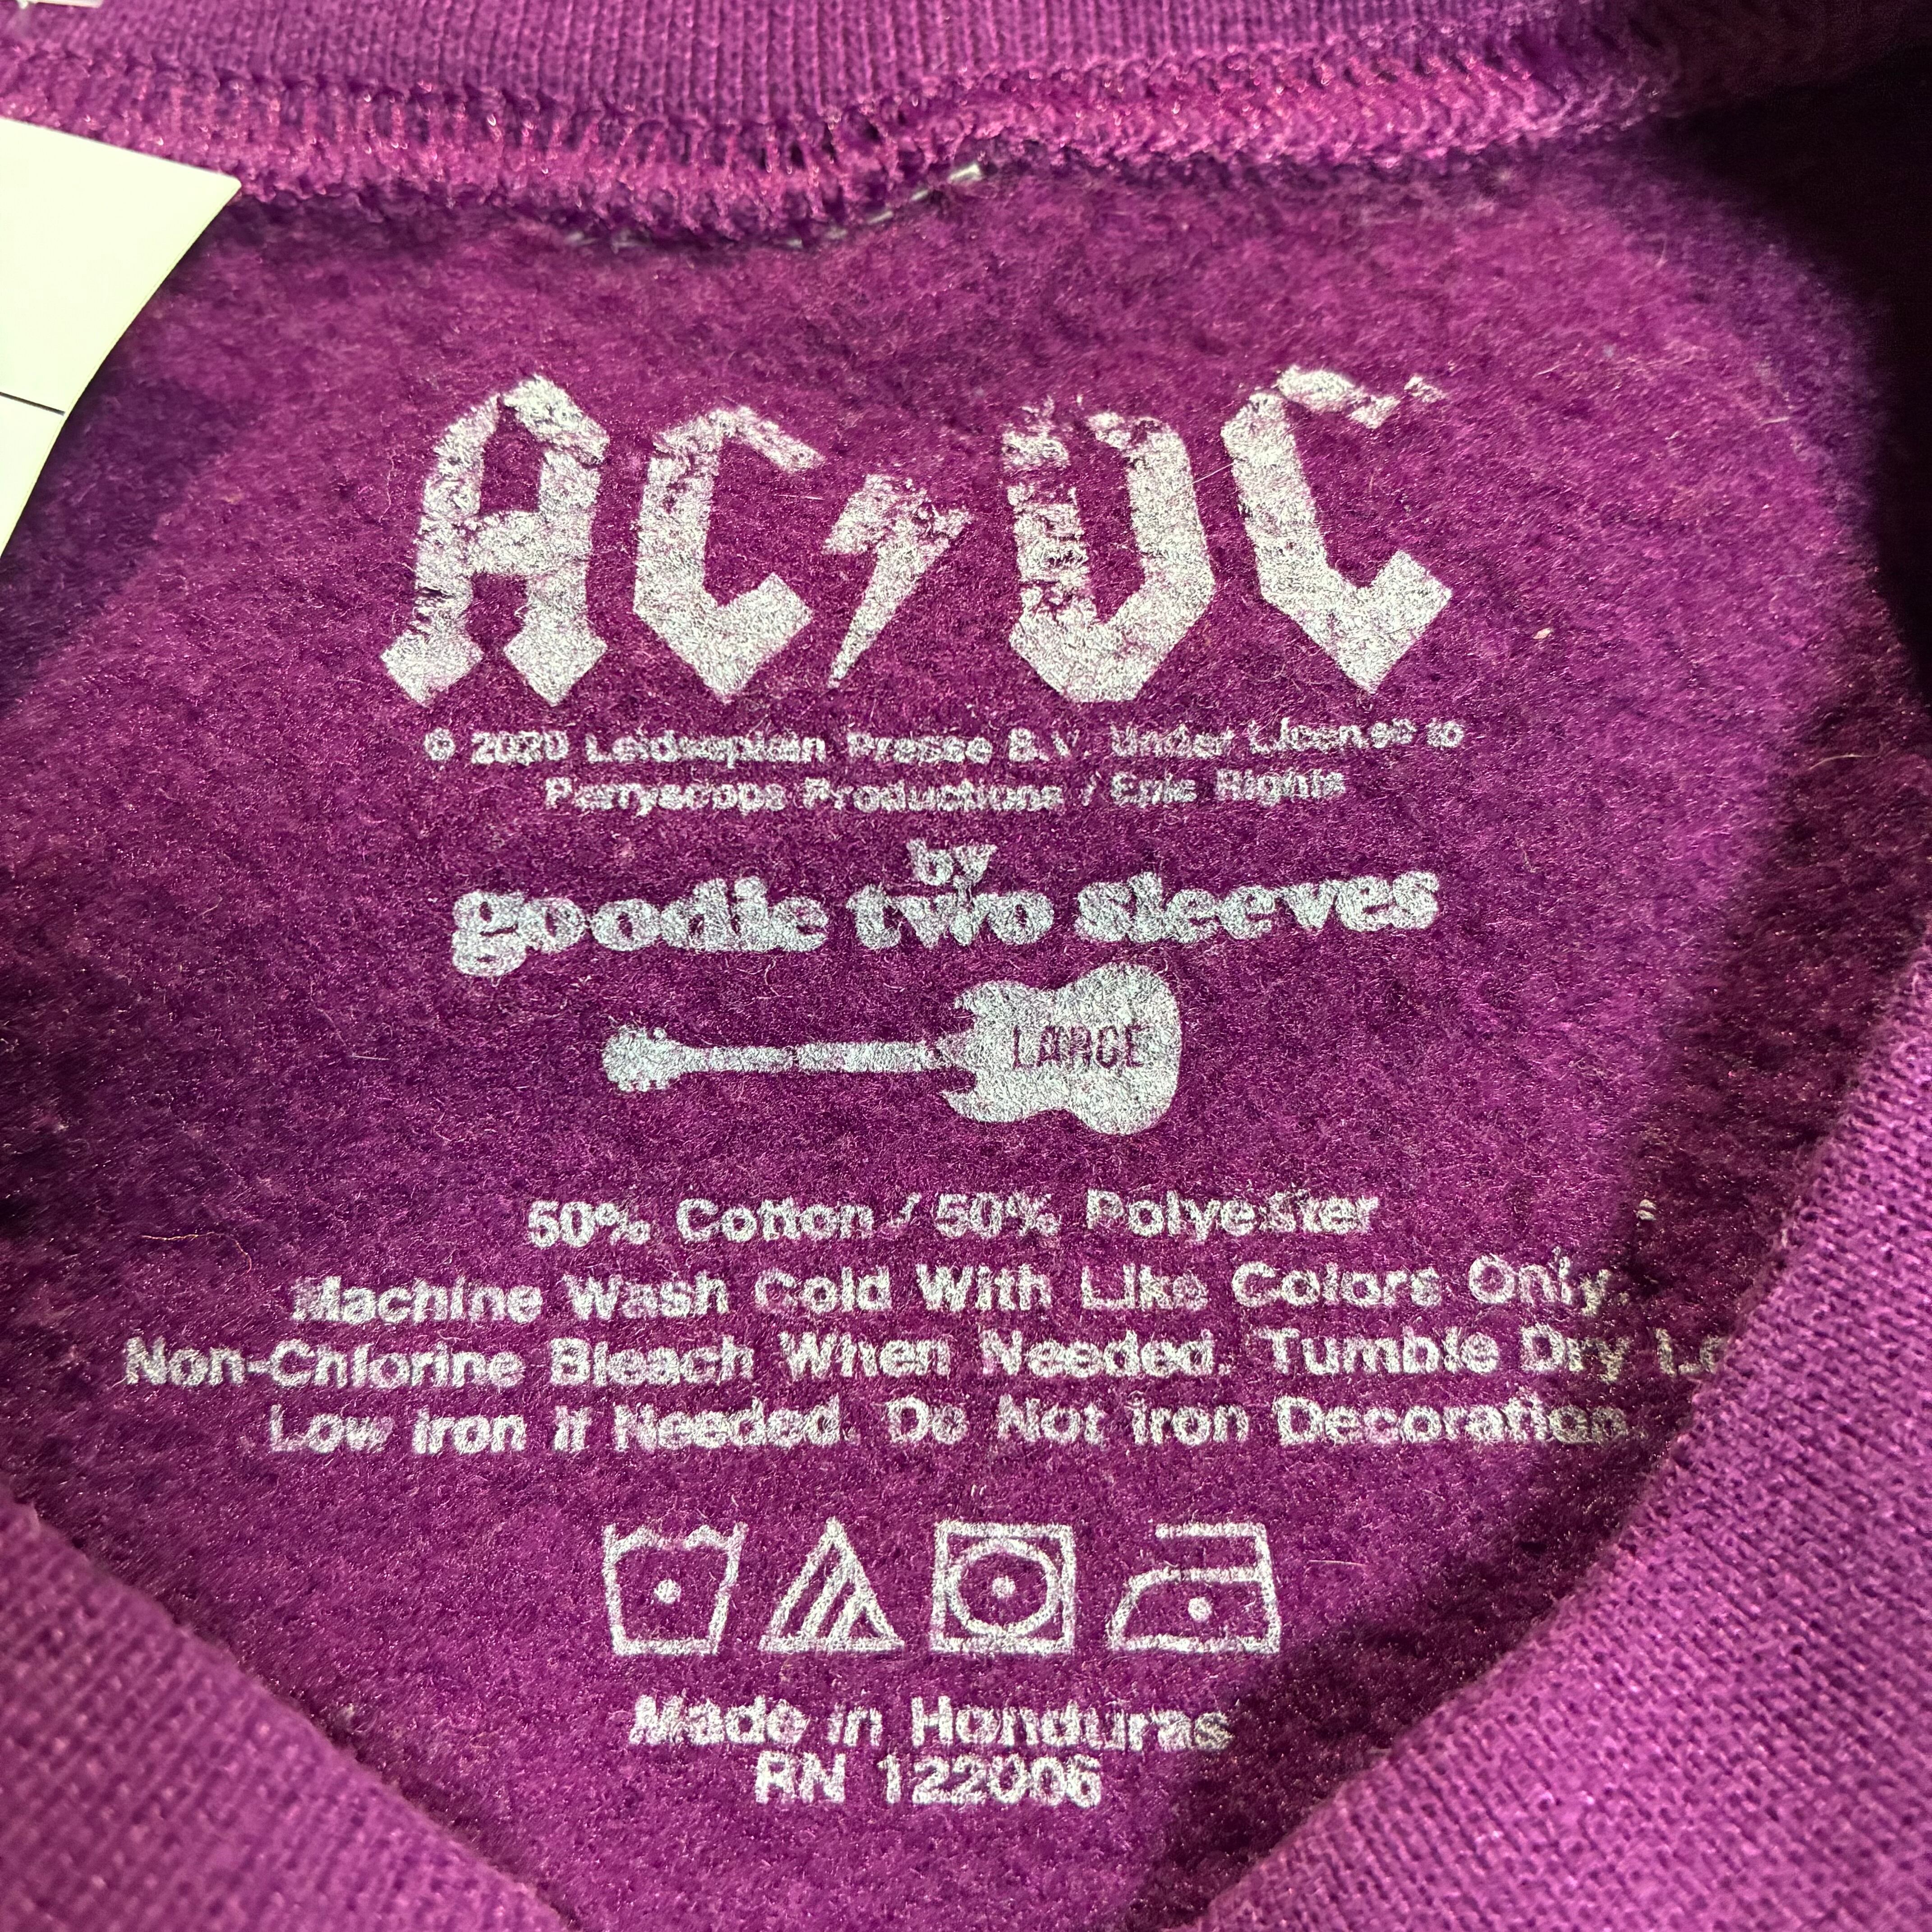 AC⚡DC
© 2020 Leidseplein Presse B.V. Under License to
Perryscope Productions / Epic Rights
by
goodie two sleeves
LARGE
50% Cotton / 50% Polyester
Machine Wash Cold With Like Colors Only.
Non-Chlorine Bleach When Needed. Tumble Dry Lo
Low Iron If Needed. Do Not Iron Decoration.
Made in Honduras
RN 122006